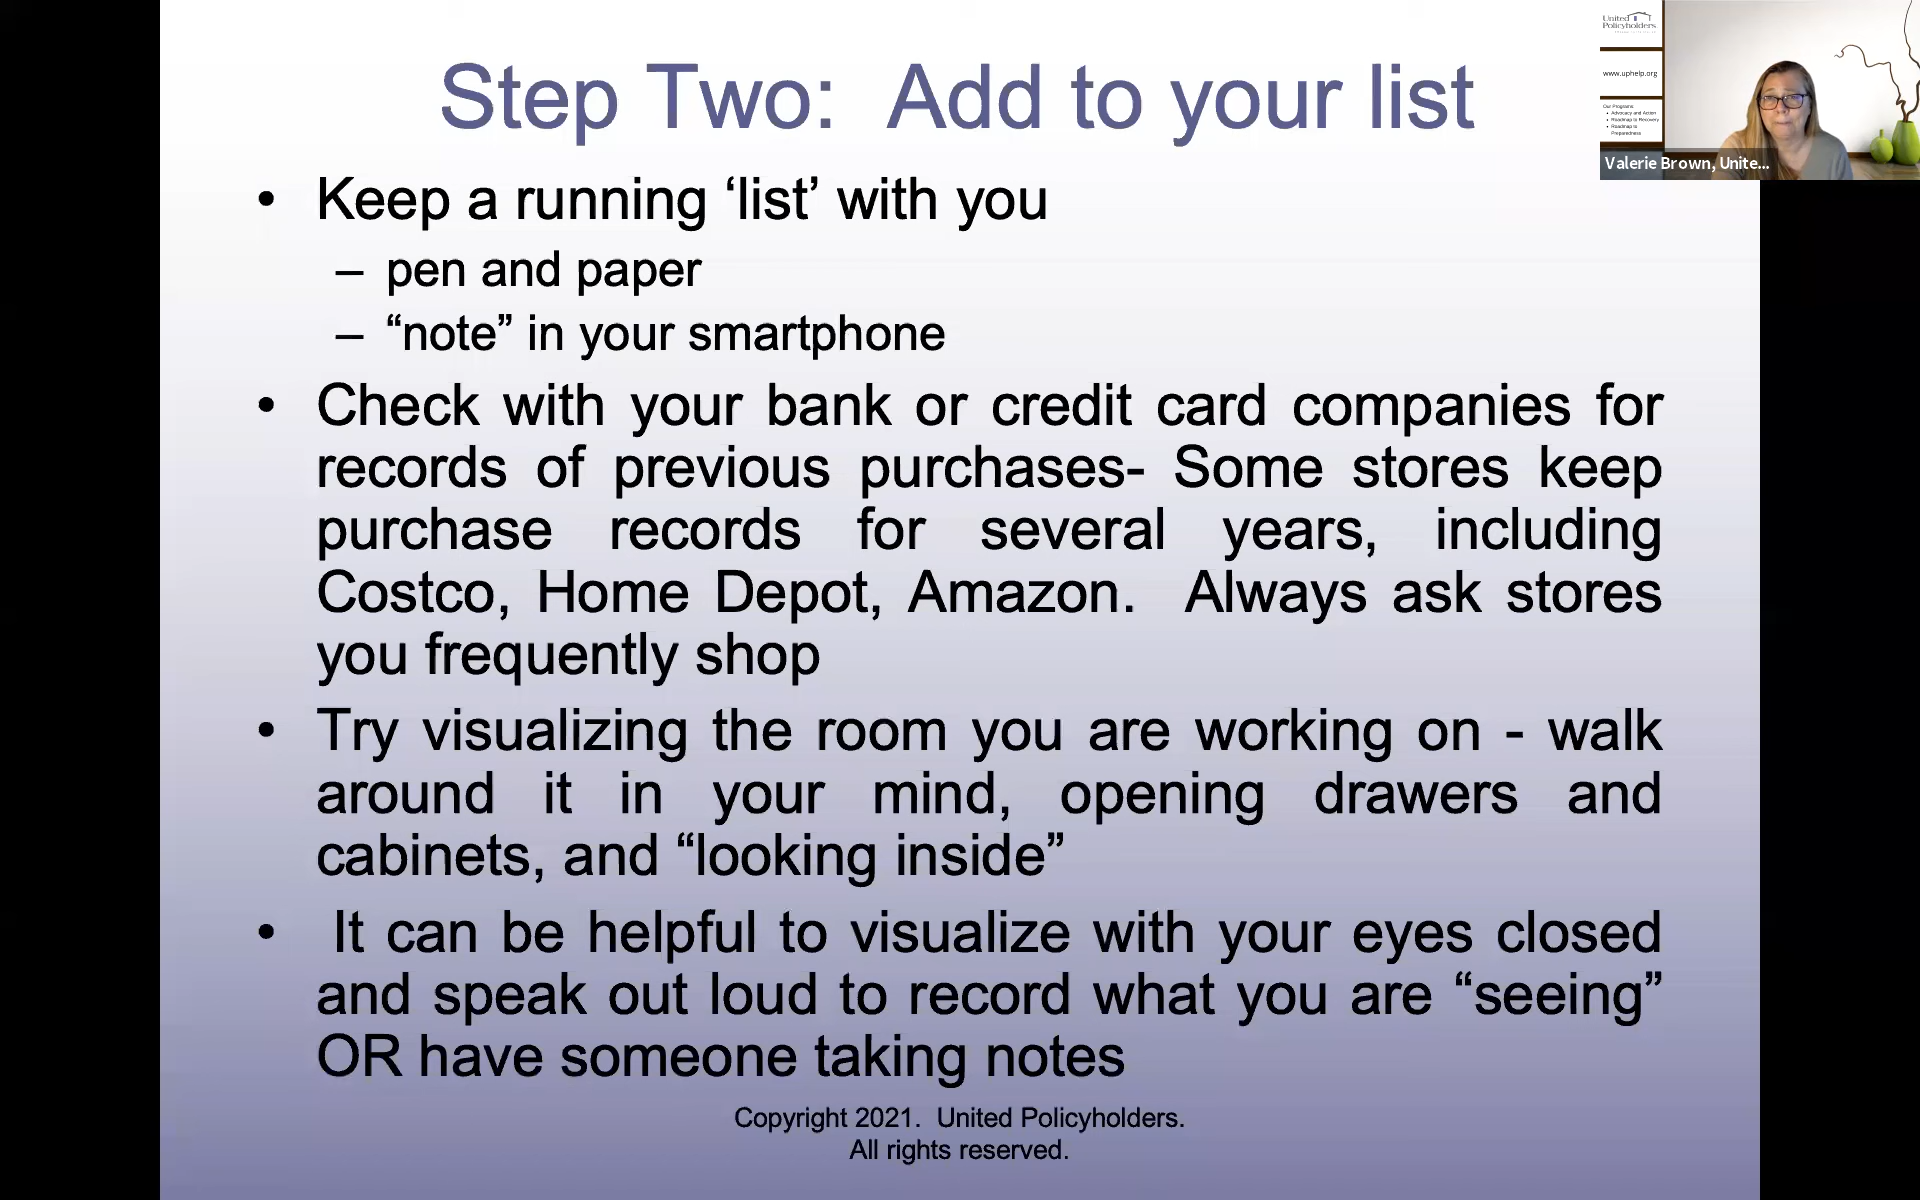 Step Two:  Add to your list
• Keep a running ‘list’ with you
– pen and paper
– “note” in your smartphone
• Check with your bank or credit card companies for
records of previous purchases- Some stores keep
purchase records for several years, including
Costco, Home Depot, Amazon.  Always ask stores
you frequently shop
• Try visualizing the room you are working on - walk
around it in your mind, opening drawers and
cabinets, and “looking inside”
• It can be helpful to visualize with your eyes closed
and speak out loud to record what you are “seeing”
OR have someone taking notes
Copyright 2021.  United Policyholders.
All rights reserved.
United
Policyholders
www.uphelp.org
Our Programs:
• Advocacy and Action
• Roadmap to Recovery
• Roadmap to
Preparedness
Valerie Brown, Unite...